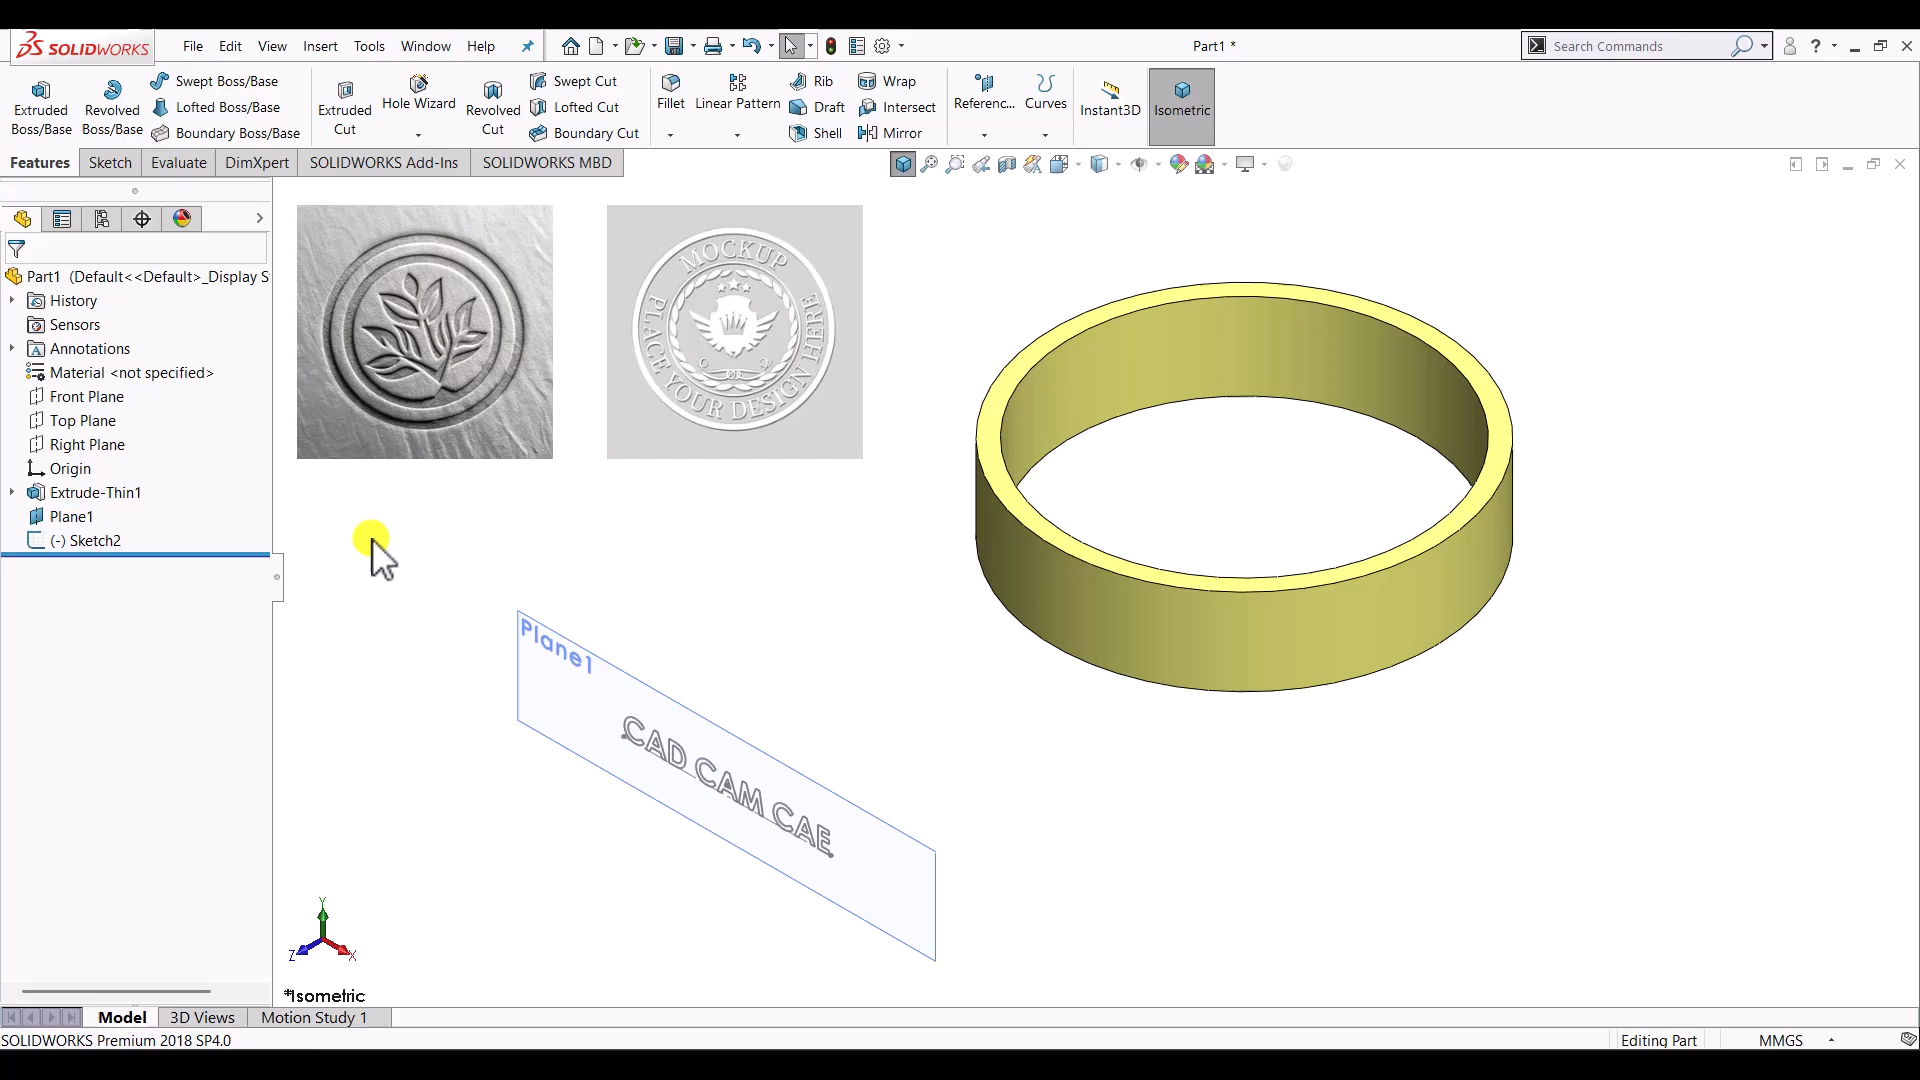 SOLIDWORKS
File Edit View Insert Tools Window Help
Part1 *
Search Commands
Extruded Boss/Base
Revolved Boss/Base
Swept Boss/Base
Lofted Boss/Base
Boundary Boss/Base
Extruded Cut
Hole Wizard
Revolved Cut
Swept Cut
Lofted Cut
Boundary Cut
Fillet
Linear Pattern
Rib
Draft
Shell
Wrap
Intersect
Mirror
Referenc...
Curves
Instant3D
Isometric
Features Sketch Evaluate DimXpert SOLIDWORKS Add-Ins SOLIDWORKS MBD
Part1 (Default<<Default>_Display S
History
Sensors
Annotations
Material <not specified>
Front Plane
Top Plane
Right Plane
Origin
Extrude-Thin1
Plane1
(-) Sketch2
MOCKUP
PLACE YOUR DESIGN HERE
Plane1
CAD CAM CAE
Y
Z
X
*Isometric
Model 3D Views Motion Study 1
SOLIDWORKS Premium 2018 SP4.0
Editing Part
MMGS